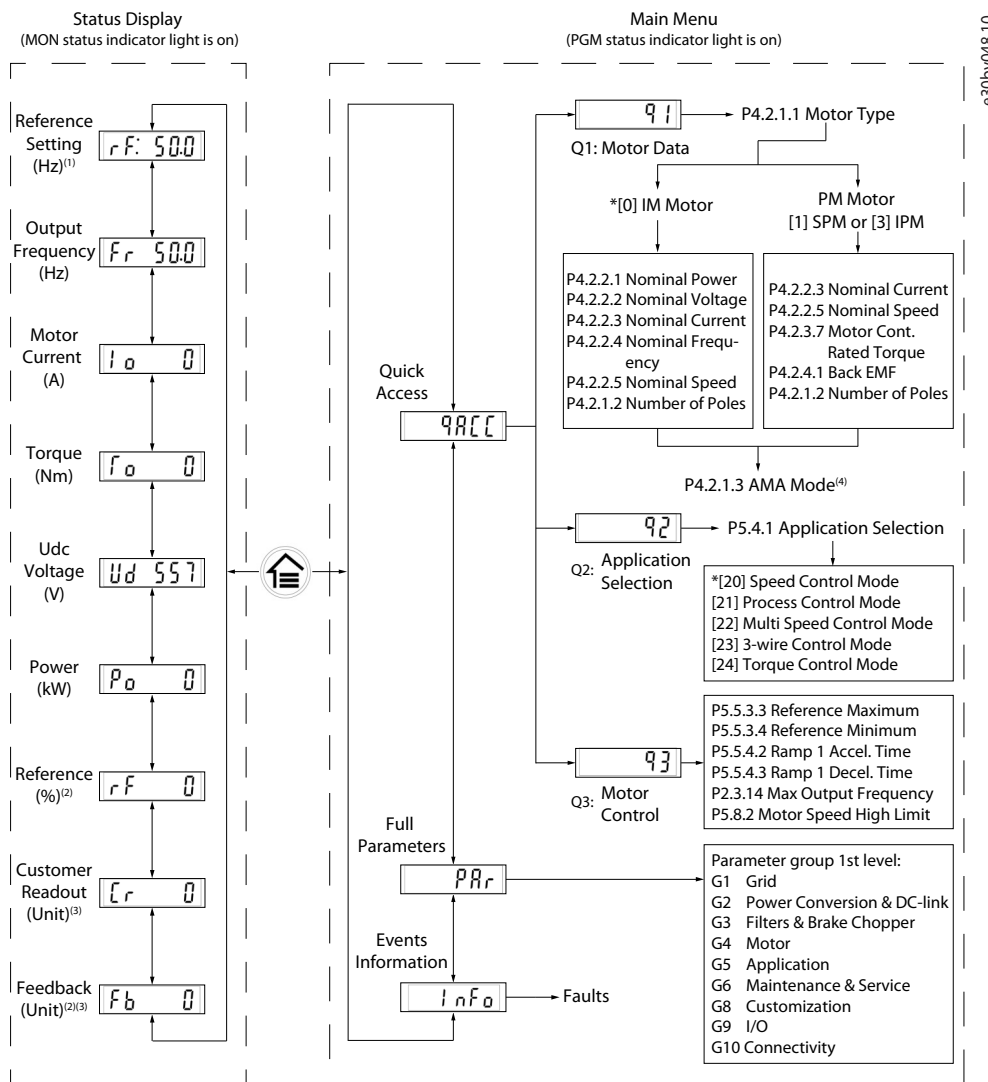 Status Display
(MON status indicator light is on)
Reference
Setting
(Hz)(1)
rF: 50.0
Output
Frequency
(Hz)
Fr 50.0
Motor
Current
(A)
Io 0
Torque
(Nm)
To 0
Udc
Voltage
(V)
Ud 557
Power
(kW)
Po 0
Reference
(%)(2)
rF 0
Customer
Readout
(Unit)(3)
Cr 0
Feedback
(Unit)(2)(3)
Fb 0
Main Menu
(PGM status indicator light is on)
Quick
Access
qACC
q1
Q1: Motor Data
P4.2.1.1 Motor Type
*[0] IM Motor
PM Motor
[1] SPM or [3] IPM
P4.2.2.1 Nominal Power
P4.2.2.2 Nominal Voltage
P4.2.2.3 Nominal Current
P4.2.2.4 Nominal Frequ-
ency
P4.2.2.5 Nominal Speed
P4.2.1.2 Number of Poles
P4.2.2.3 Nominal Current
P4.2.2.5 Nominal Speed
P4.2.3.7 Motor Cont.
Rated Torque
P4.2.4.1 Back EMF
P4.2.1.2 Number of Poles
P4.2.1.3 AMA Mode(4)
q2
Q2: Application
Selection
P5.4.1 Application Selection
*[20] Speed Control Mode
[21] Process Control Mode
[22] Multi Speed Control Mode
[23] 3-wire Control Mode
[24] Torque Control Mode
q3
Q3: Motor
Control
P5.5.3.3 Reference Maximum
P5.5.3.4 Reference Minimum
P5.5.4.2 Ramp 1 Accel. Time
P5.5.4.3 Ramp 1 Decel. Time
P2.3.14 Max Output Frequency
P5.8.2 Motor Speed High Limit
Full
Parameters
PAr
Parameter group 1st level:
G1 Grid
G2 Power Conversion & DC-link
G3 Filters & Brake Chopper
G4 Motor
G5 Application
G6 Maintenance & Service
G8 Customization
G9 I/O
G10 Connectivity
Events
Information
InFo
Faults